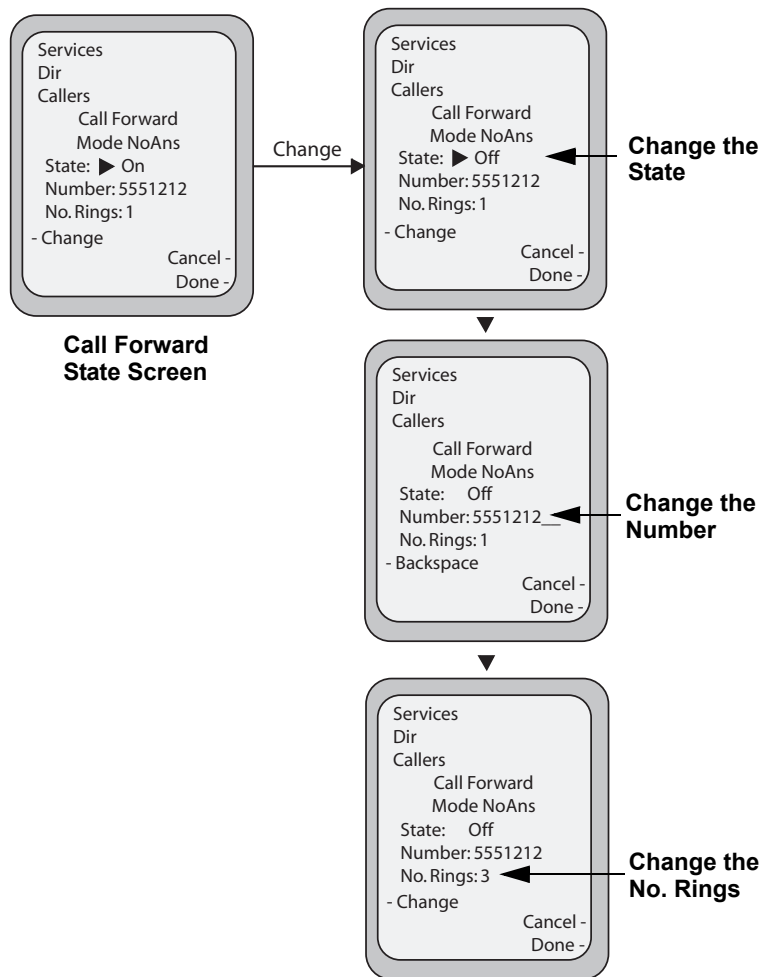 Services
Dir
Callers
Call Forward
Mode NoAns
State: ▶ On
Number: 5551212
No. Rings: 1
- Change
Cancel -
Done -
Call Forward
State Screen
Change
Services
Dir
Callers
Call Forward
Mode NoAns
State: ▶ Off
Number: 5551212
No. Rings: 1
- Change
Cancel -
Done -
Change the
State
Services
Dir
Callers
Call Forward
Mode NoAns
State: Off
Number: 5551212__
No. Rings: 1
- Backspace
Cancel -
Done -
Change the
Number
Services
Dir
Callers
Call Forward
Mode NoAns
State: Off
Number: 5551212
No. Rings: 3
- Change
Cancel -
Done -
Change the
No. Rings